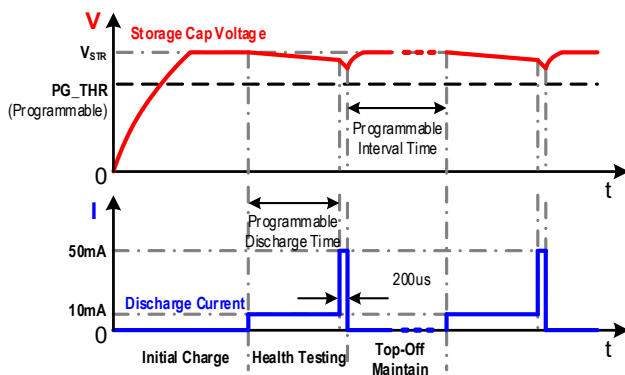 V
Storage Cap Voltage
VSTR
PG_THR
(Programmable)
Programmable
Interval Time
0
t
I
Programmable
Discharge Time
50mA
200us
10mA
Discharge Current
0
t
Initial Charge
Health Testing
Top-Off
Maintain